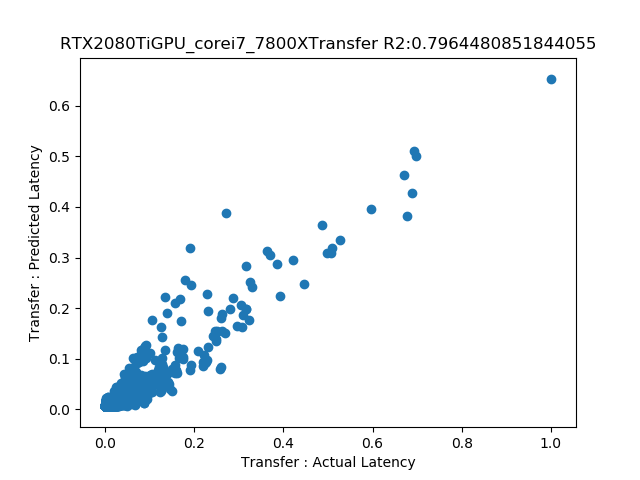 RTX2080TiGPU_corei7_7800XTransfer R2:0.7964480851844055
0.6
0.5
0.4
0.3
0.2
0.1
0.0
Transfer : Predicted Latency
0.0 0.2 0.4 0.6 0.8 1.0
Transfer : Actual Latency